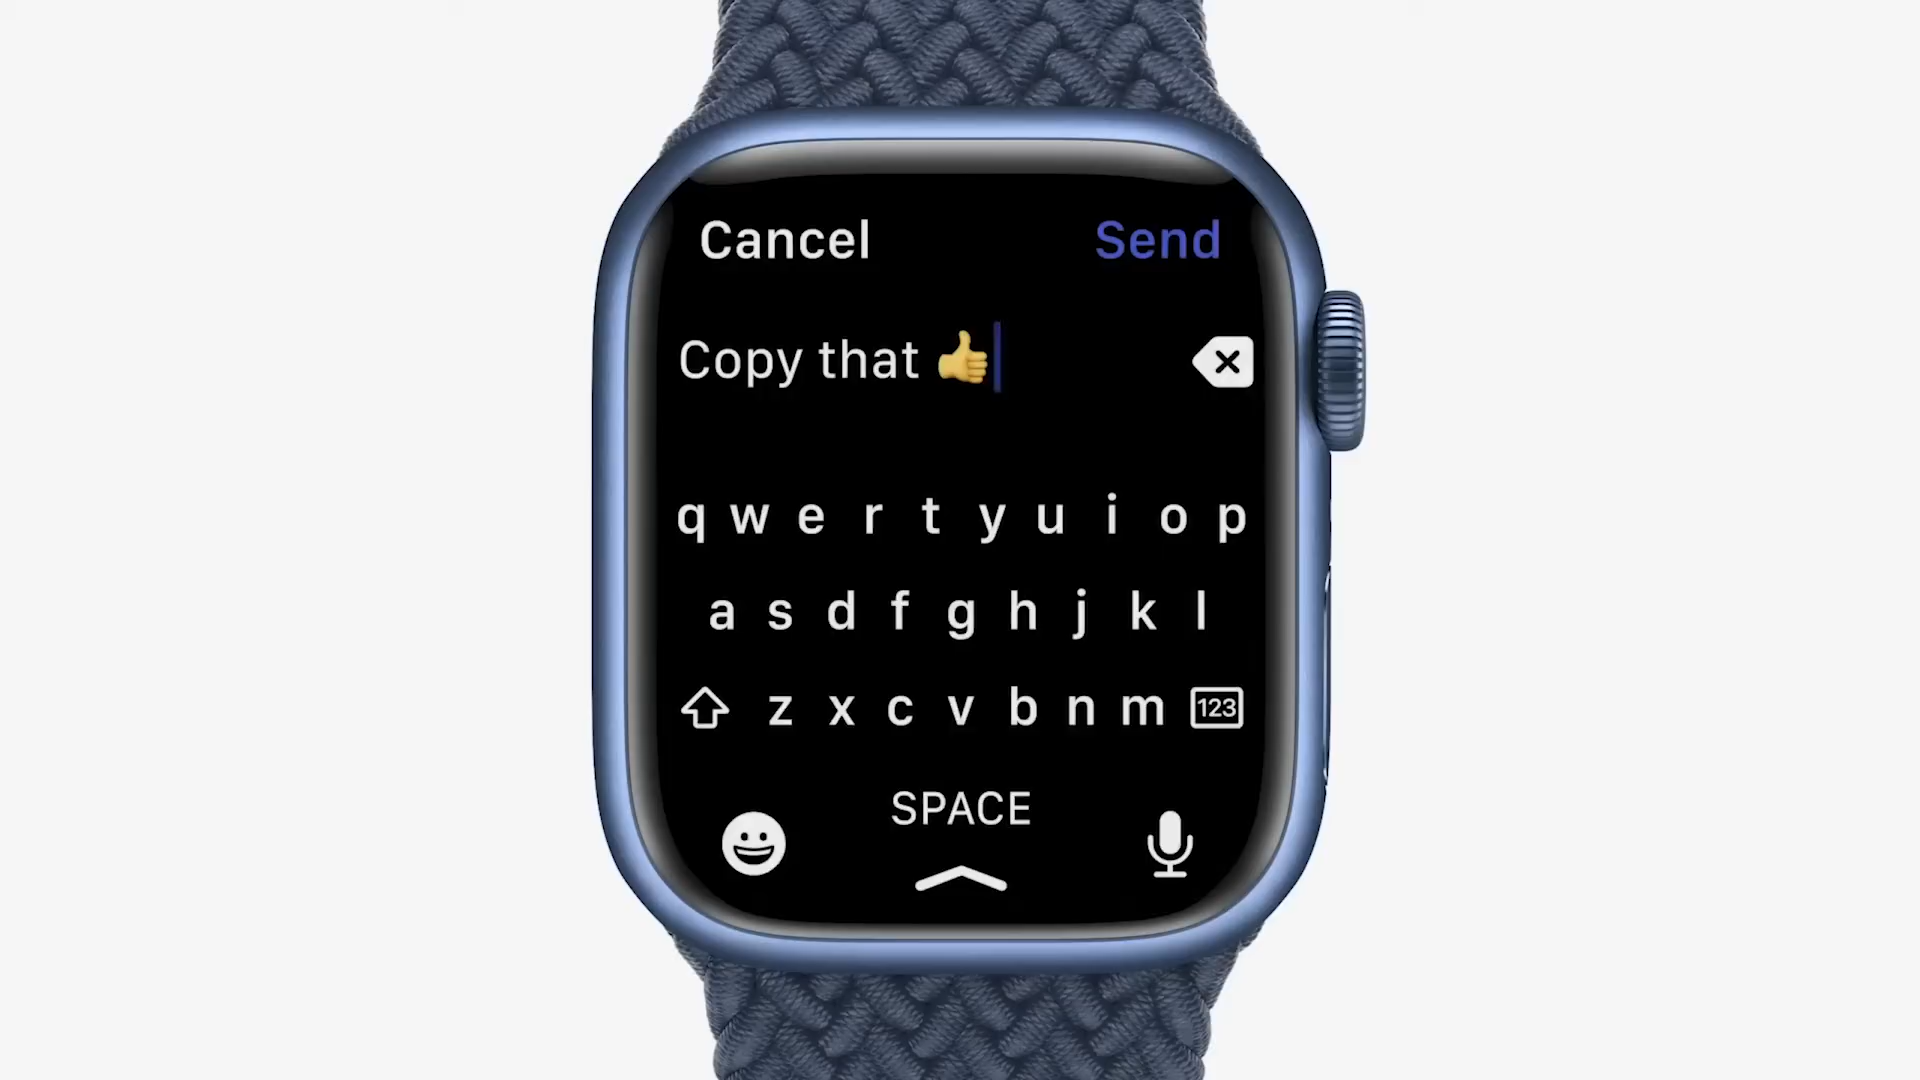 Cancel Send
Copy that 👍
q w e r t y u i o p
a s d f g h j k l
z x c v b n m 123
SPACE